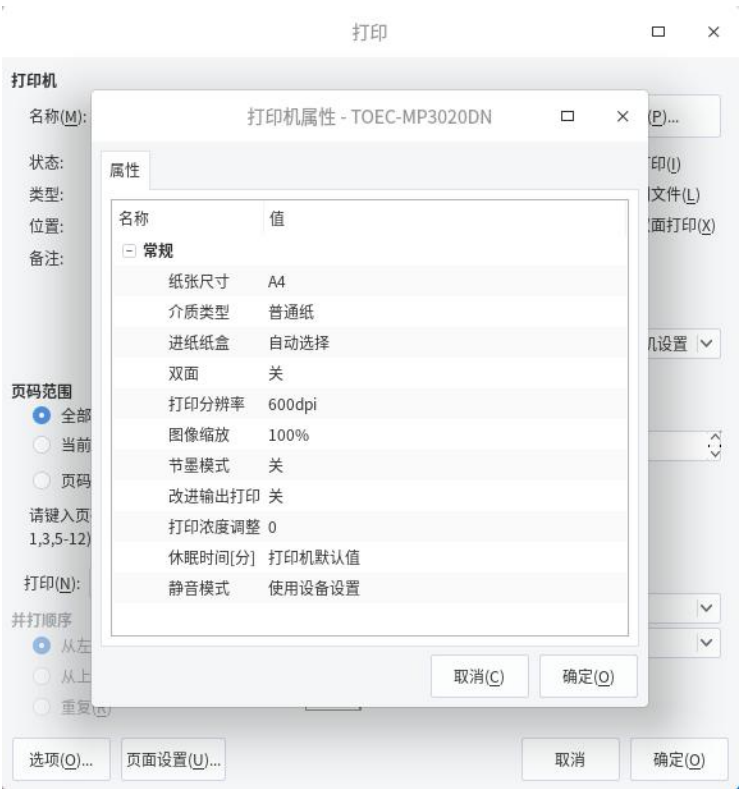 打印
打印机
名称(M):
(P)...
打印机属性 - TOEC-MP3020DN
状态:
印(I)
属性
类型:
文件(L)
名称 值
位置:
面打印(X)
常规
备注:
纸张尺寸 A4
介质类型 普通纸
进纸纸盒 自动选择
机设置
双面 关
页码范围
打印分辨率 600dpi
全部
图像缩放 100%
当前
节墨模式 关
页码
改进输出打印 关
请键入页
打印浓度调整 0
1,3,5-12)
休眠时间[分] 打印机默认值
打印(N):
静音模式 使用设备设置
并打顺序
从左
从上
取消(C) 确定(O)
重复(R)
选项(O)... 页面设置(U)... 取消 确定(O)